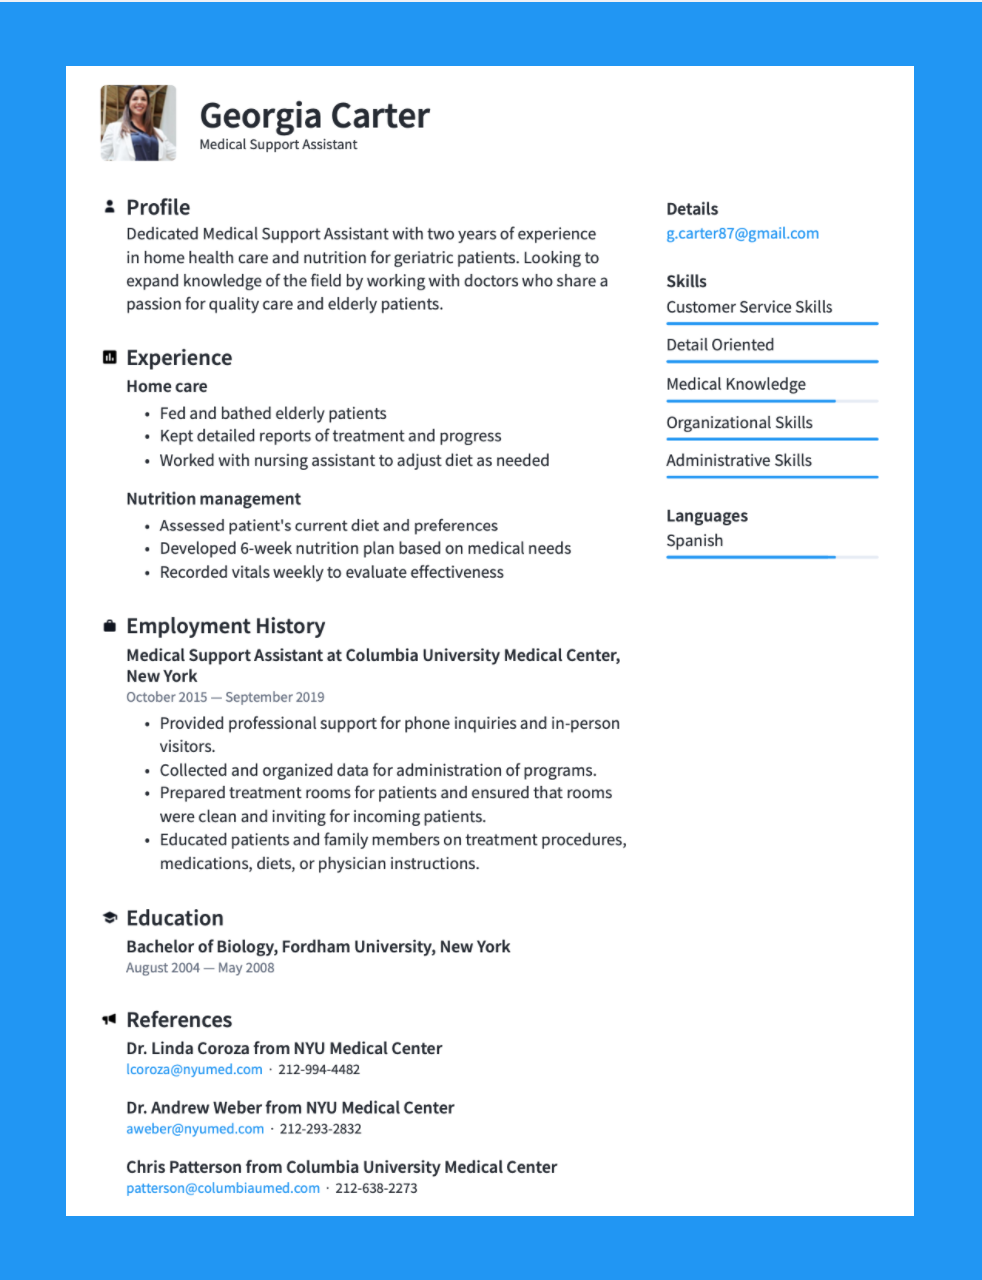 Georgia Carter
Medical Support Assistant
Profile
Dedicated Medical Support Assistant with two years of experience
in home health care and nutrition for geriatric patients. Looking to
expand knowledge of the field by working with doctors who share a
passion for quality care and elderly patients.
Experience
Home care
• Fed and bathed elderly patients
• Kept detailed reports of treatment and progress
• Worked with nursing assistant to adjust diet as needed
Nutrition management
• Assessed patient's current diet and preferences
• Developed 6-week nutrition plan based on medical needs
• Recorded vitals weekly to evaluate effectiveness
Employment History
Medical Support Assistant at Columbia University Medical Center,
New York
October 2015 — September 2019
• Provided professional support for phone inquiries and in-person
visitors.
• Collected and organized data for administration of programs.
• Prepared treatment rooms for patients and ensured that rooms
were clean and inviting for incoming patients.
• Educated patients and family members on treatment procedures,
medications, diets, or physician instructions.
Education
Bachelor of Biology, Fordham University, New York
August 2004 — May 2008
References
Dr. Linda Coroza from NYU Medical Center
lcoroza@nyumed.com · 212-994-4482
Dr. Andrew Weber from NYU Medical Center
aweber@nyumed.com · 212-293-2832
Chris Patterson from Columbia University Medical Center
patterson@columbiaumed.com · 212-638-2273
Details
g.carter87@gmail.com
Skills
Customer Service Skills
Detail Oriented
Medical Knowledge
Organizational Skills
Administrative Skills
Languages
Spanish